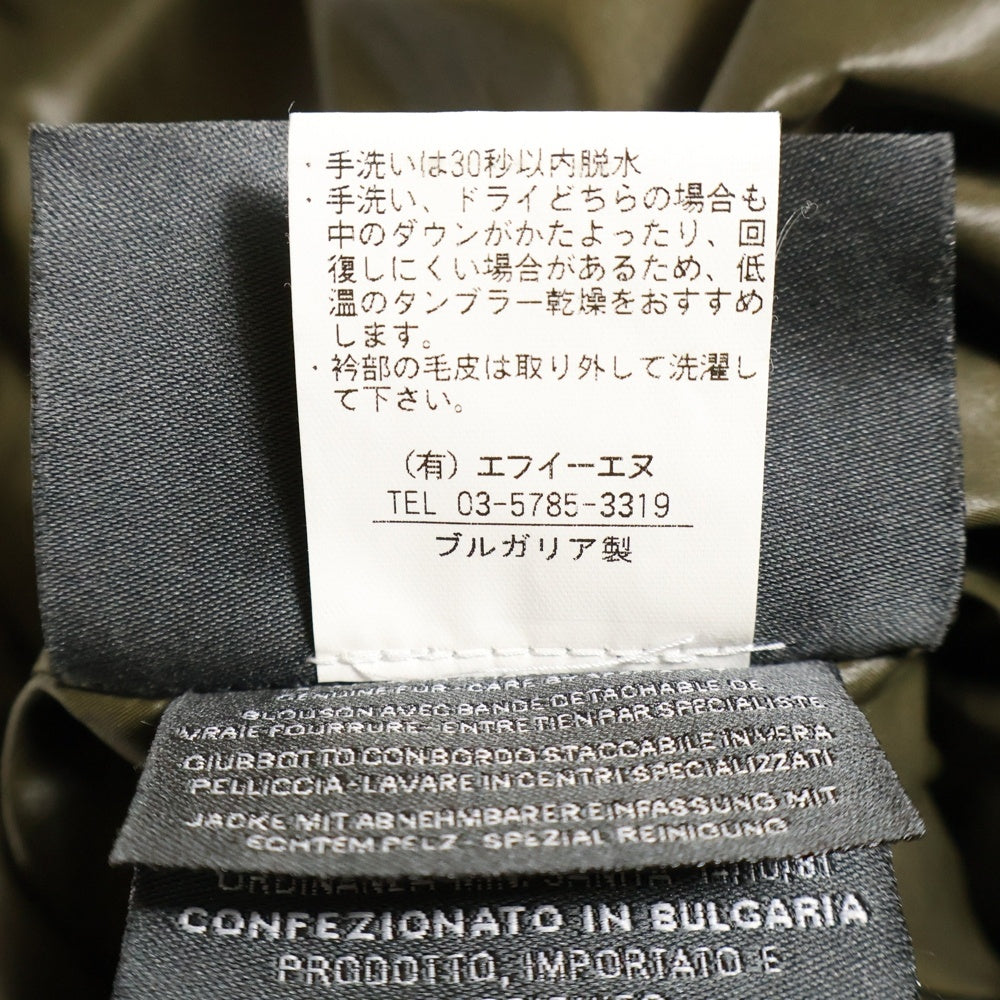 ・手洗いは30秒以内脱水
・手洗い、ドライどちらの場合も
中のダウンがかたよったり、回
復しにくい場合があるため、低
温のタンブラー乾燥をおすすめ
します。
・衿部の毛皮は取り外して洗濯し
て下さい。
（有）エフイーエヌ
TEL 03-5785-3319
ブルガリア製
BLOUSON AVEC BANDE DETACHABLE DE
VRAIE FOURRURE - ENTRETIEN PAR SPECIALISTE
GIUBBOTTO CON BORDO STACCABILE IN VERA
PELLICCIA - LAVARE IN CENTRI SPECIALIZZATI
JACKE MIT ABNEHMBARER EINFASSUNG MIT
ECHTEM PELZ - SPEZIAL REINIGUNG
ORDINANZA MIN. SANITA
CONFEZIONATO IN BULGARIA
PRODOTTO, IMPORTATO E